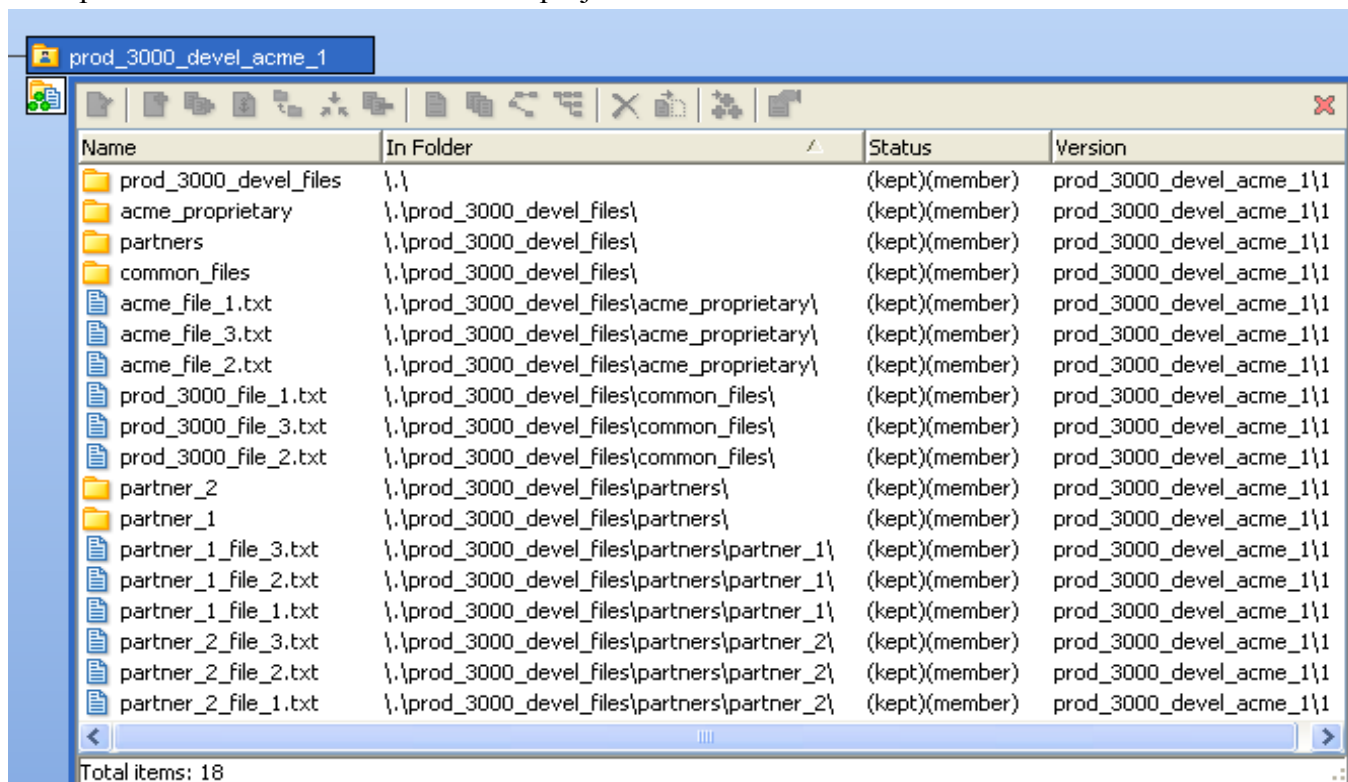 prod_3000_devel_acme_1
Name In Folder Status Version
prod_3000_devel_files \.\ (kept)(member) prod_3000_devel_acme_1\1
acme_proprietary \.\prod_3000_devel_files\ (kept)(member) prod_3000_devel_acme_1\1
partners \.\prod_3000_devel_files\ (kept)(member) prod_3000_devel_acme_1\1
common_files \.\prod_3000_devel_files\ (kept)(member) prod_3000_devel_acme_1\1
acme_file_1.txt \.\prod_3000_devel_files\acme_proprietary\ (kept)(member) prod_3000_devel_acme_1\1
acme_file_3.txt \.\prod_3000_devel_files\acme_proprietary\ (kept)(member) prod_3000_devel_acme_1\1
acme_file_2.txt \.\prod_3000_devel_files\acme_proprietary\ (kept)(member) prod_3000_devel_acme_1\1
prod_3000_file_1.txt \.\prod_3000_devel_files\common_files\ (kept)(member) prod_3000_devel_acme_1\1
prod_3000_file_3.txt \.\prod_3000_devel_files\common_files\ (kept)(member) prod_3000_devel_acme_1\1
prod_3000_file_2.txt \.\prod_3000_devel_files\common_files\ (kept)(member) prod_3000_devel_acme_1\1
partner_2 \.\prod_3000_devel_files\partners\ (kept)(member) prod_3000_devel_acme_1\1
partner_1 \.\prod_3000_devel_files\partners\ (kept)(member) prod_3000_devel_acme_1\1
partner_1_file_3.txt \.\prod_3000_devel_files\partners\partner_1\ (kept)(member) prod_3000_devel_acme_1\1
partner_1_file_2.txt \.\prod_3000_devel_files\partners\partner_1\ (kept)(member) prod_3000_devel_acme_1\1
partner_1_file_1.txt \.\prod_3000_devel_files\partners\partner_1\ (kept)(member) prod_3000_devel_acme_1\1
partner_2_file_3.txt \.\prod_3000_devel_files\partners\partner_2\ (kept)(member) prod_3000_devel_acme_1\1
partner_2_file_2.txt \.\prod_3000_devel_files\partners\partner_2\ (kept)(member) prod_3000_devel_acme_1\1
partner_2_file_1.txt \.\prod_3000_devel_files\partners\partner_2\ (kept)(member) prod_3000_devel_acme_1\1
Total items: 18